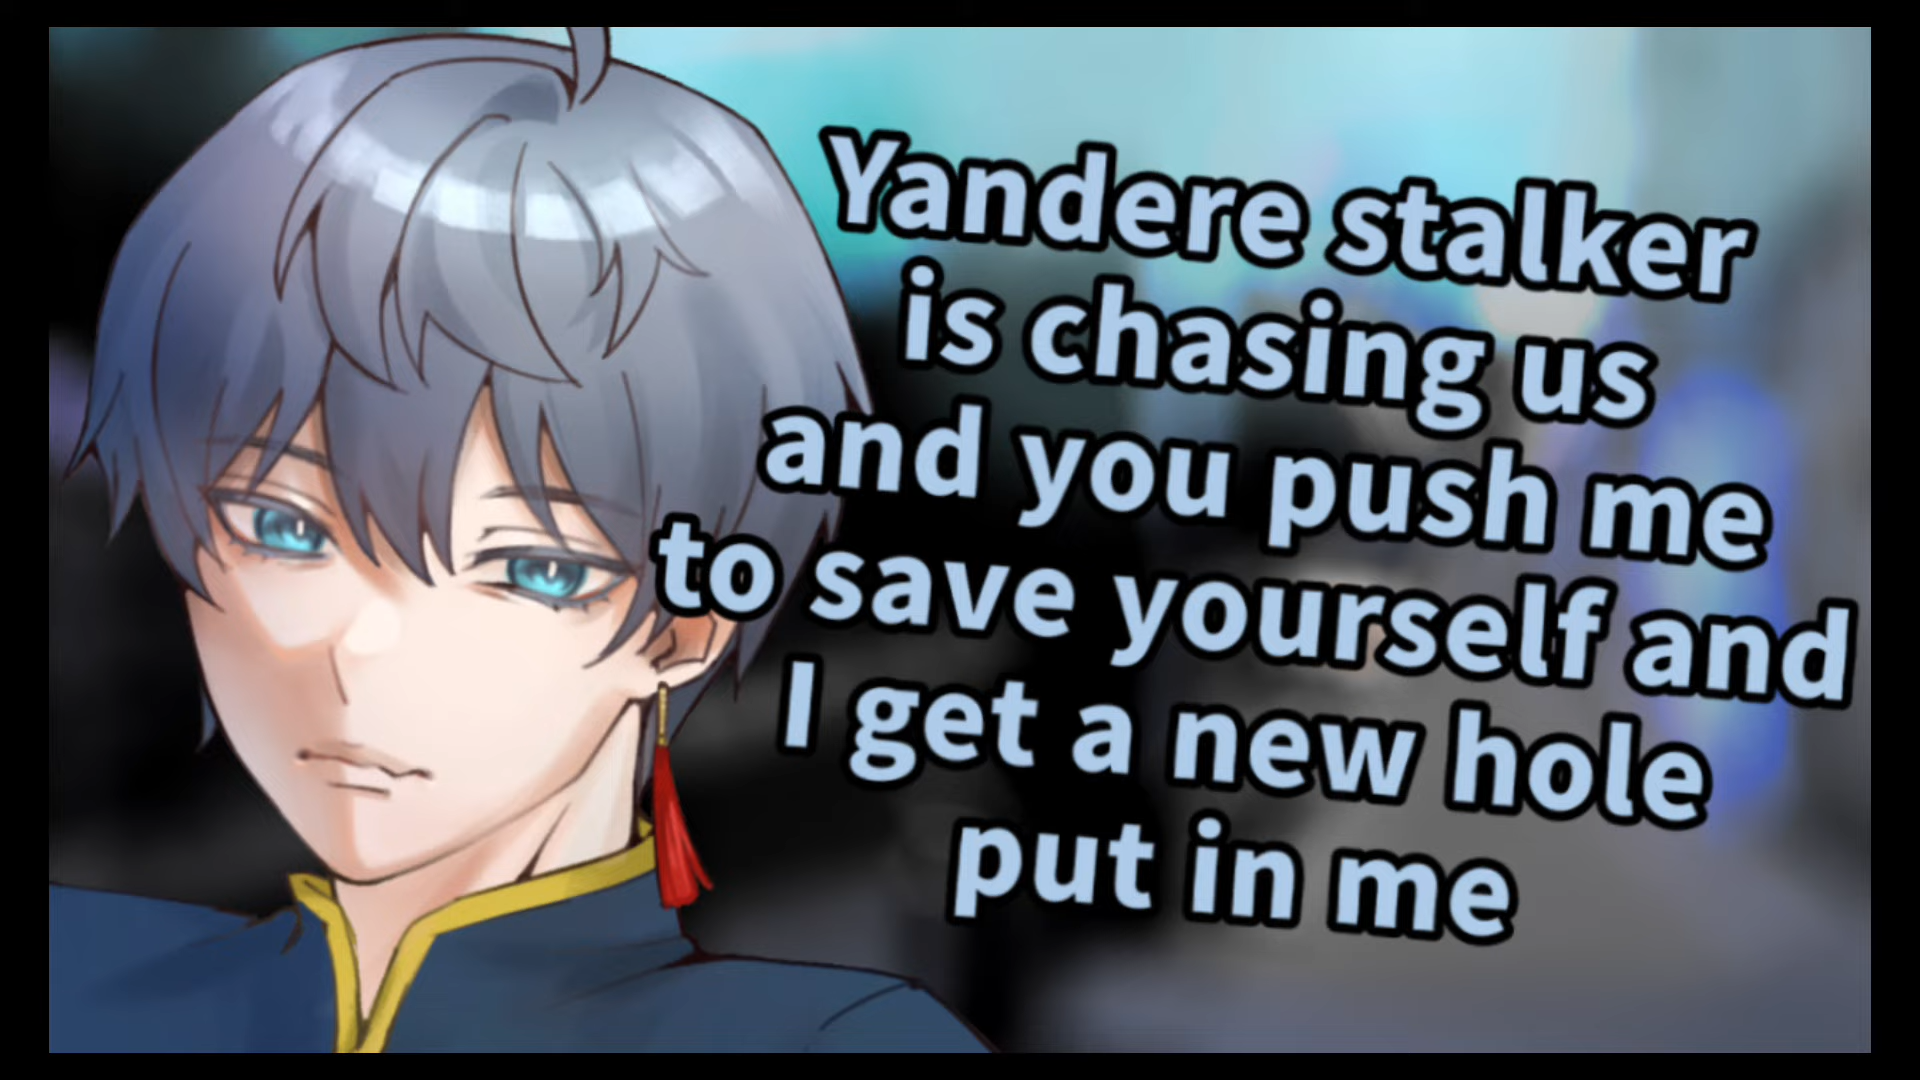 Yandere stalker
is chasing us
and you push me
to save yourself and
I get a new hole
put in me